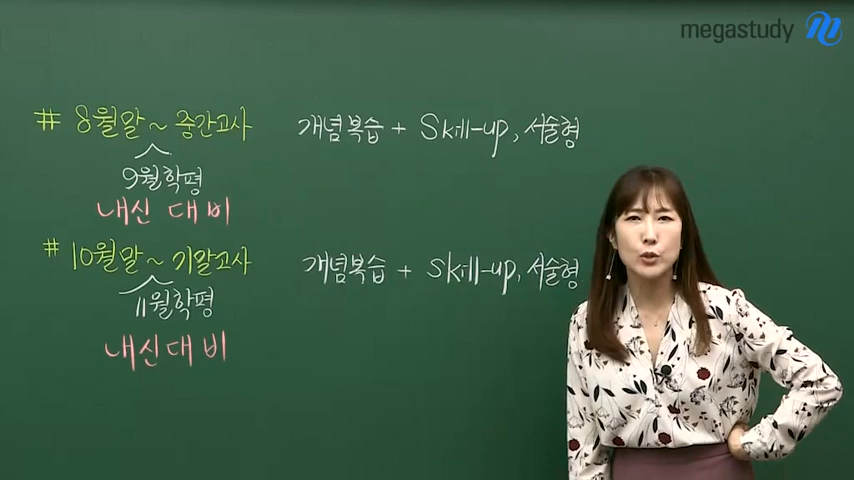 megastudy
# 8월말 ~ 중간고사 개념복습 + Skill-up, 서술형
9월학평
내신 대비
# 10월말 ~ 기말고사 개념복습 + Skill-up, 서술형
11월학평
내신대비
megastudy